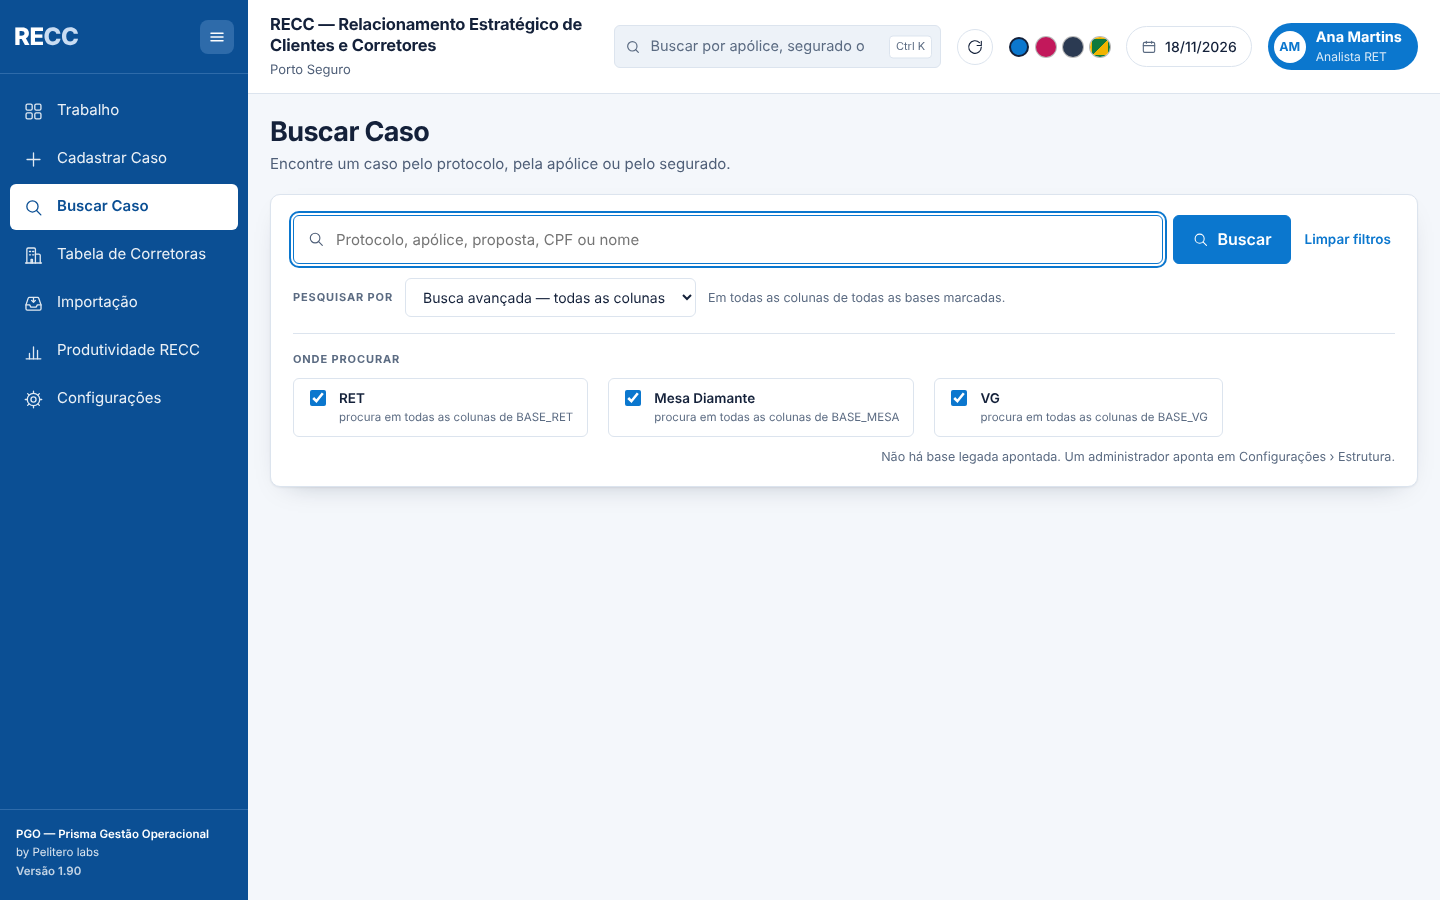 RECC
Trabalho
Cadastrar Caso
Buscar Caso
Tabela de Corretoras
Importação
Produtividade RECC
Configurações
PGO — Prisma Gestão Operacional
by Pelitero labs
Versão 1.90
RECC — Relacionamento Estratégico de
Clientes e Corretores
Porto Seguro
Buscar por apólice, segurado o
Ctrl K
18/11/2026
AM
Ana Martins
Analista RET
Buscar Caso
Encontre um caso pelo protocolo, pela apólice ou pelo segurado.
Protocolo, apólice, proposta, CPF ou nome
Buscar
Limpar filtros
PESQUISAR POR
Busca avançada — todas as colunas
Em todas as colunas de todas as bases marcadas.
ONDE PROCURAR
RET
procura em todas as colunas de BASE_RET
Mesa Diamante
procura em todas as colunas de BASE_MESA
VG
procura em todas as colunas de BASE_VG
Não há base legada apontada. Um administrador aponta em Configurações › Estrutura.